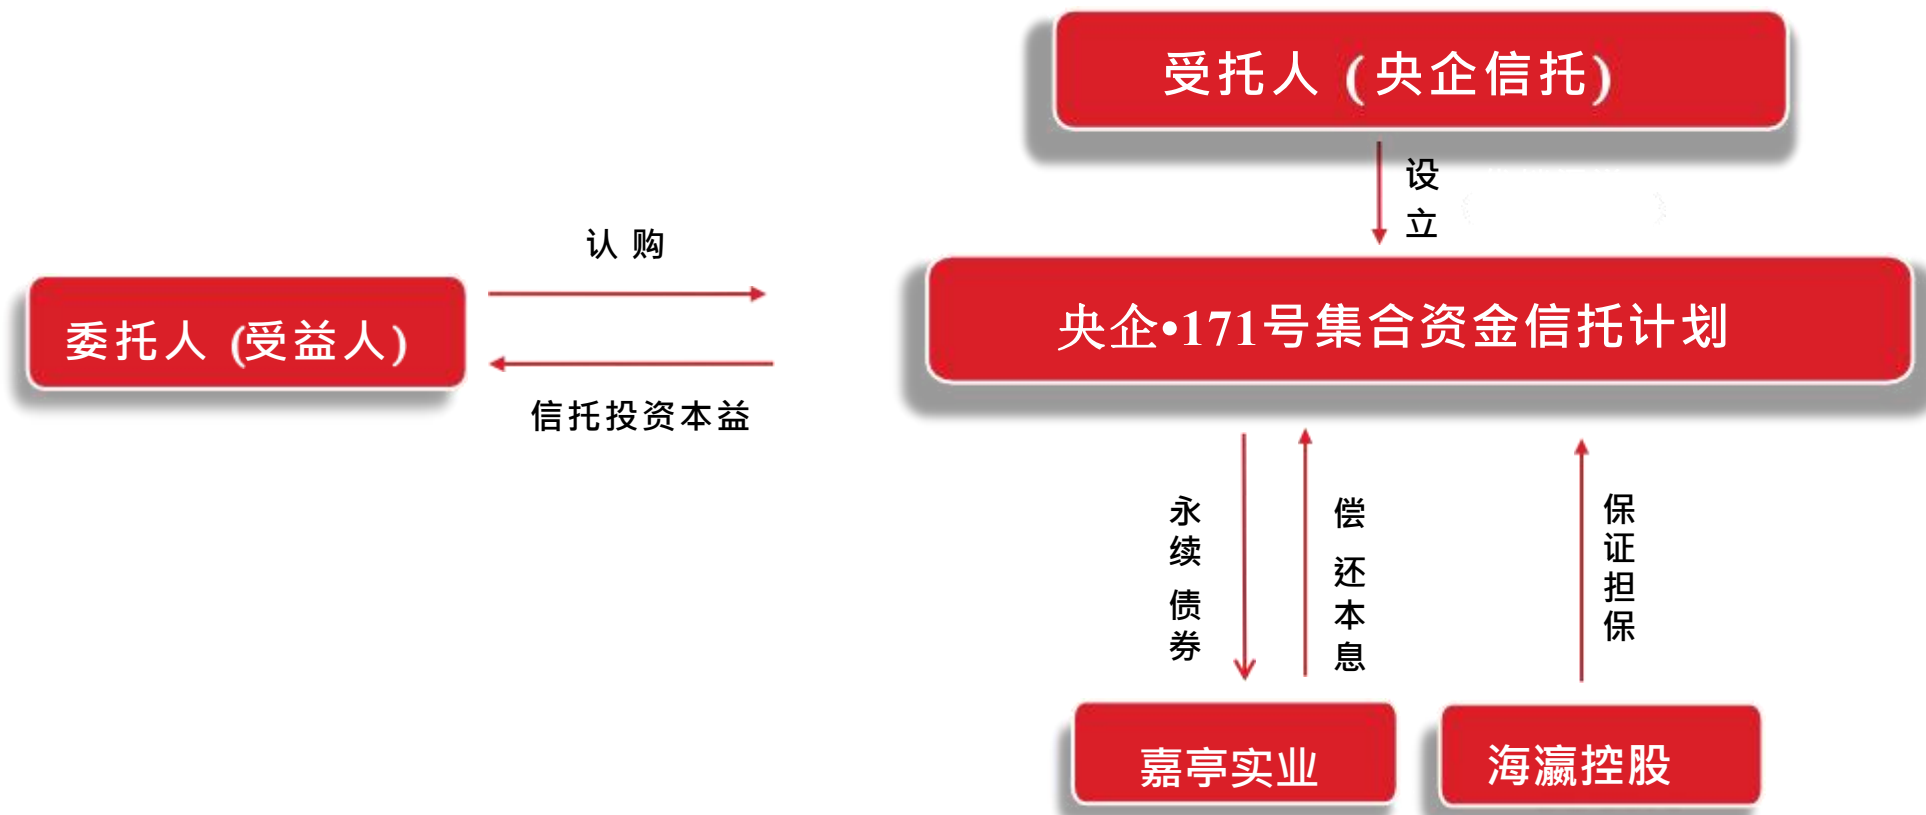 受托人 (央企信托)
设立
认购
央企•171号集合资金信托计划
委托人 (受益人)
信托投资本益
永续债券
偿还本息
保证担保
嘉亭实业
海瀛控股